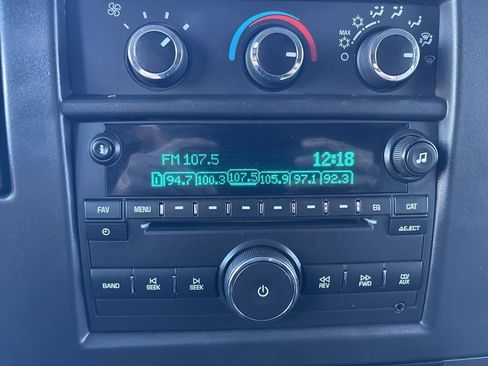 MAX
FM 107.5 12:18
1 94.7 100.3 107.5 105.9 97.1 92.3
FAV MENU EQ CAT
EJECT
BAND SEEK SEEK REV FWD CD/AUX